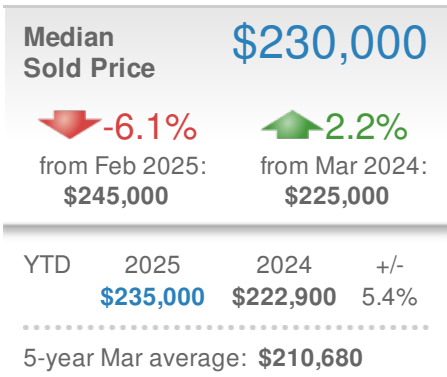 Median $230,000
Sold Price
-6.1% 2.2%
from Feb 2025: from Mar 2024:
$245,000 $225,000
YTD 2025 2024 +/-
$235,000 $222,900 5.4%
5-year Mar average: $210,680